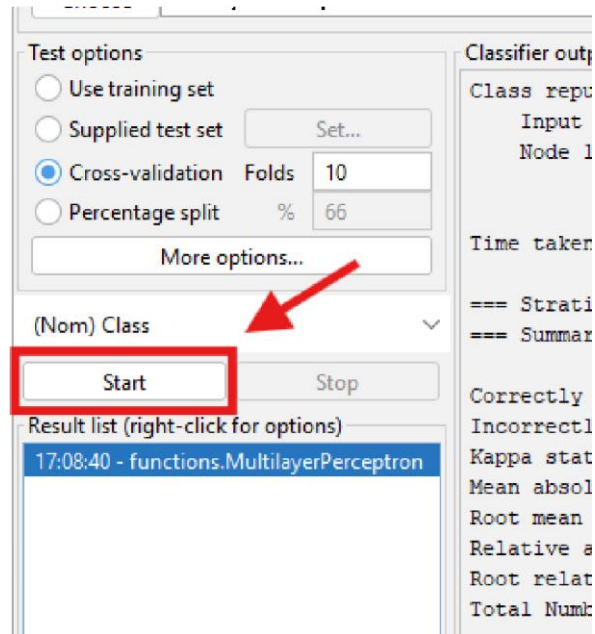 Test options
Use training set
Supplied test set Set...
Cross-validation Folds 10
Percentage split % 66
More options...
(Nom) Class
Start Stop
Result list (right-click for options)
17:08:40 - functions.MultilayerPerceptron
Classifier outp
Class repu
Input
Node l
Time taken
=== Strati
=== Summar
Correctly
Incorrectl
Kappa stat
Mean absol
Root mean
Relative a
Root relat
Total Numb